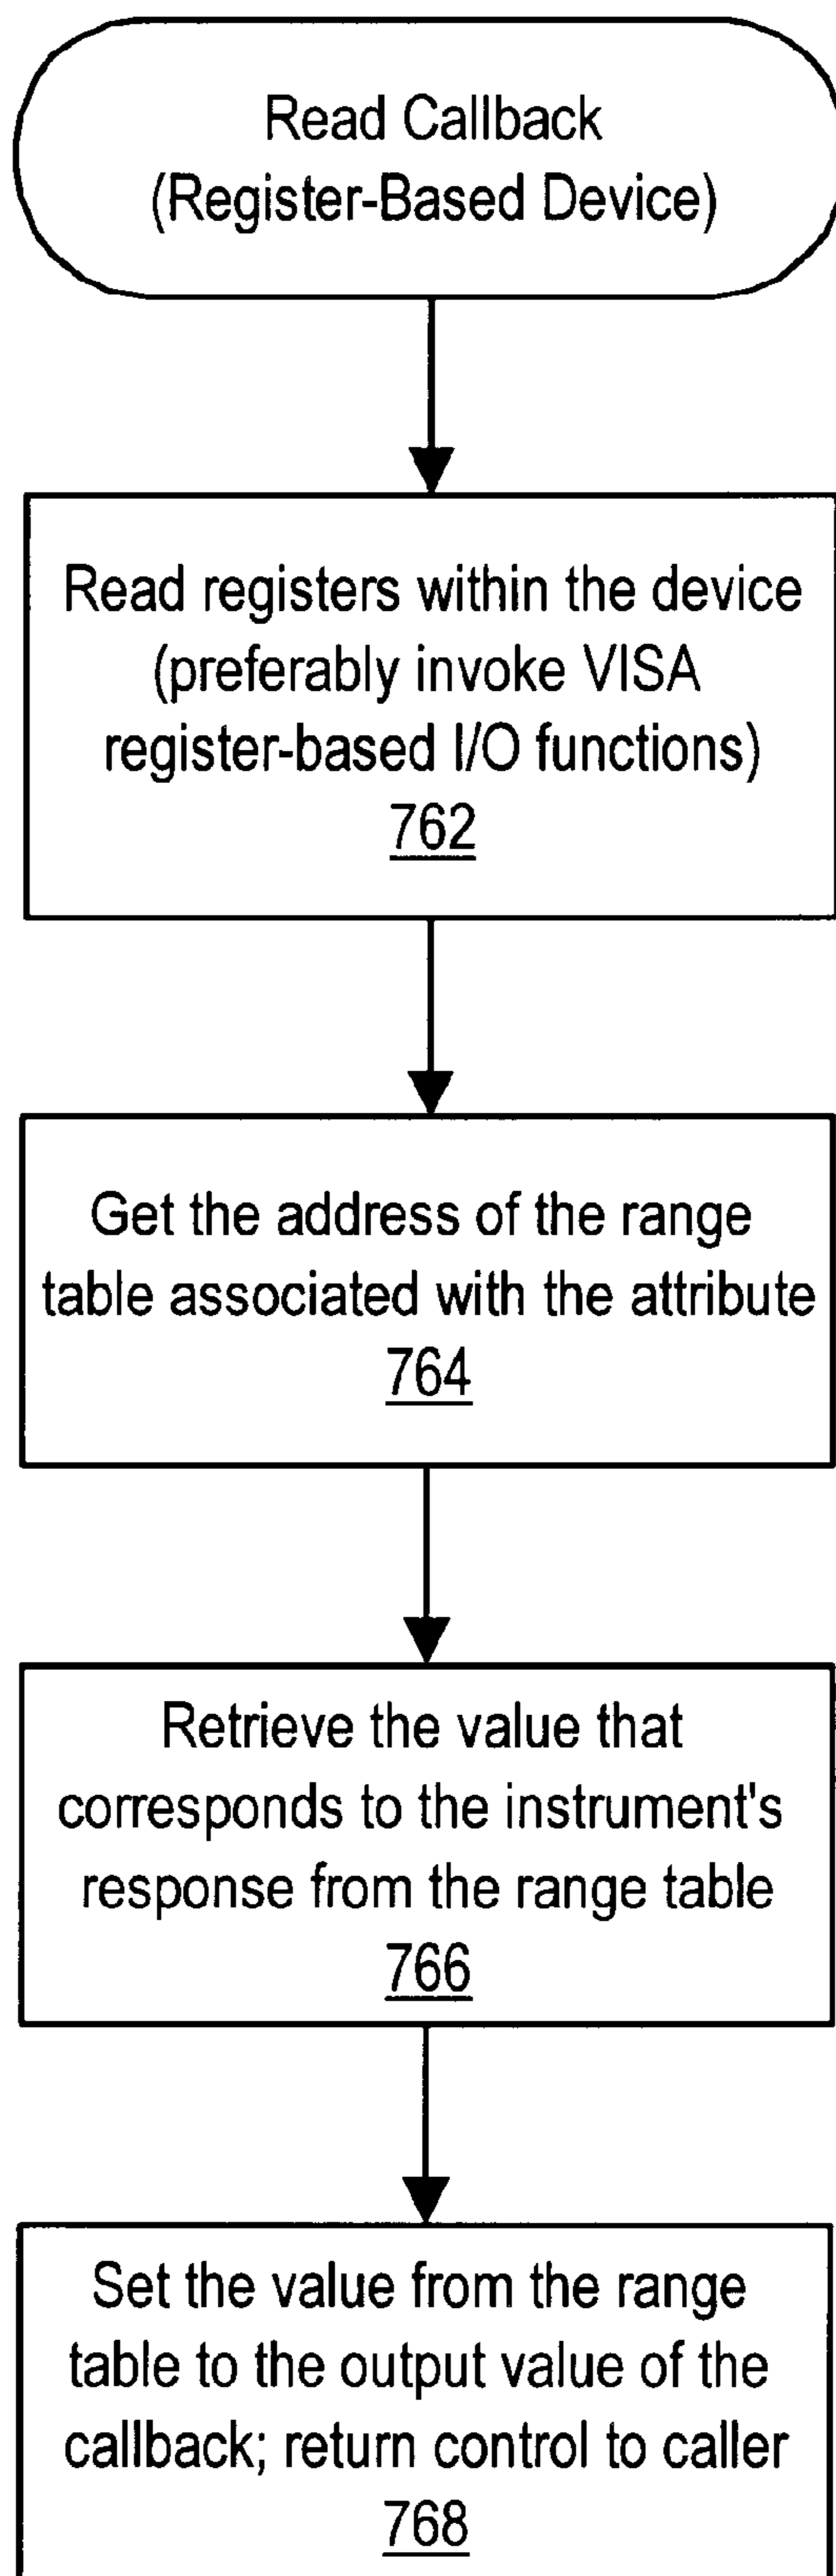 Read Callback
(Register-Based Device)
Read registers within the device
(preferably invoke VISA
register-based I/O functions)
762
Get the address of the range
table associated with the attribute
764
Retrieve the value that
corresponds to the instrument's
response from the range table
766
Set the value from the range
table to the output value of the
callback; return control to caller
768